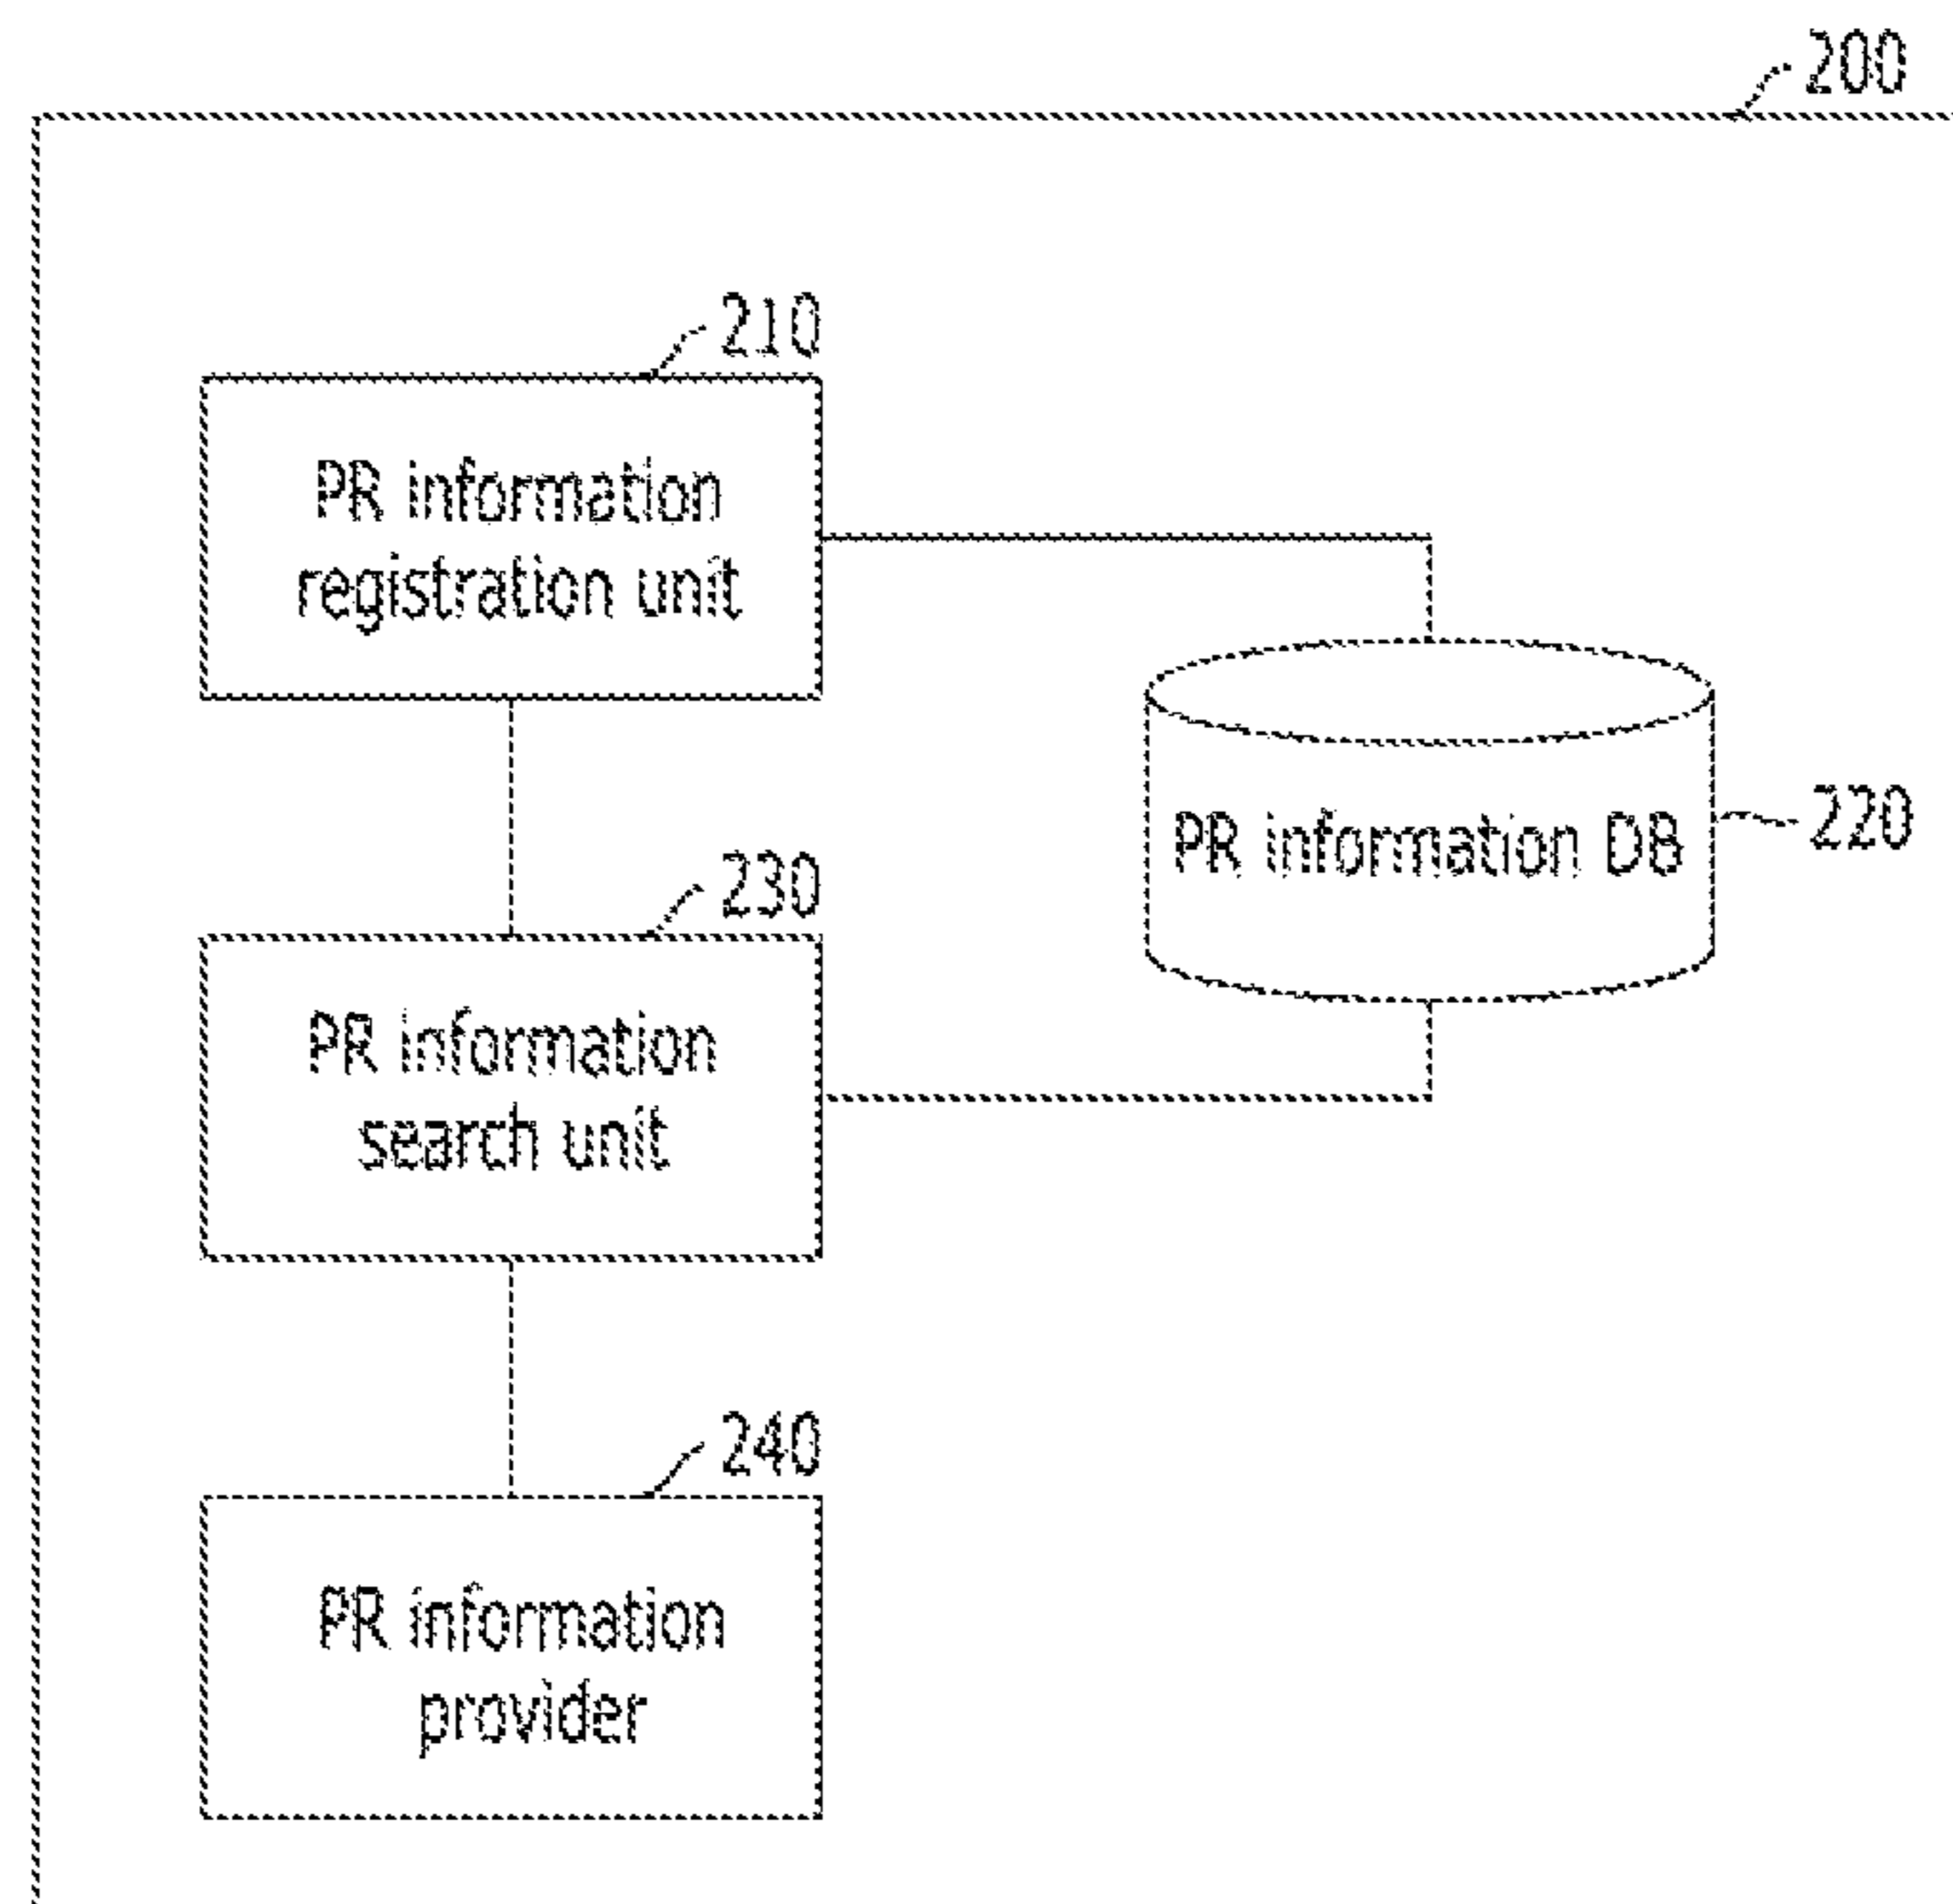 200
210
PR information
registration unit
PR information DB
220
230
PR information
search unit
240
PR information
provider